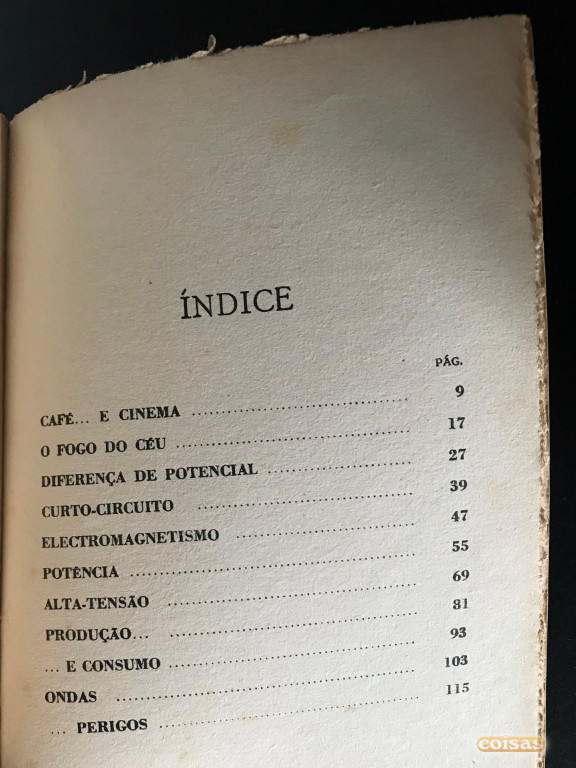 ÍNDICE
PÁG.
CAFÉ... E CINEMA ........................ 9
O FOGO DO CÉU ........................ 17
DIFERENÇA DE POTENCIAL ........................ 27
CURTO-CIRCUITO ........................ 39
ELECTROMAGNETISMO ........................ 47
POTÊNCIA ........................ 55
ALTA-TENSÃO ........................ 69
PRODUÇÃO... ........................ 81
... E CONSUMO ........................ 93
ONDAS ........................ 103
... PERIGOS ........................ 115
coisas